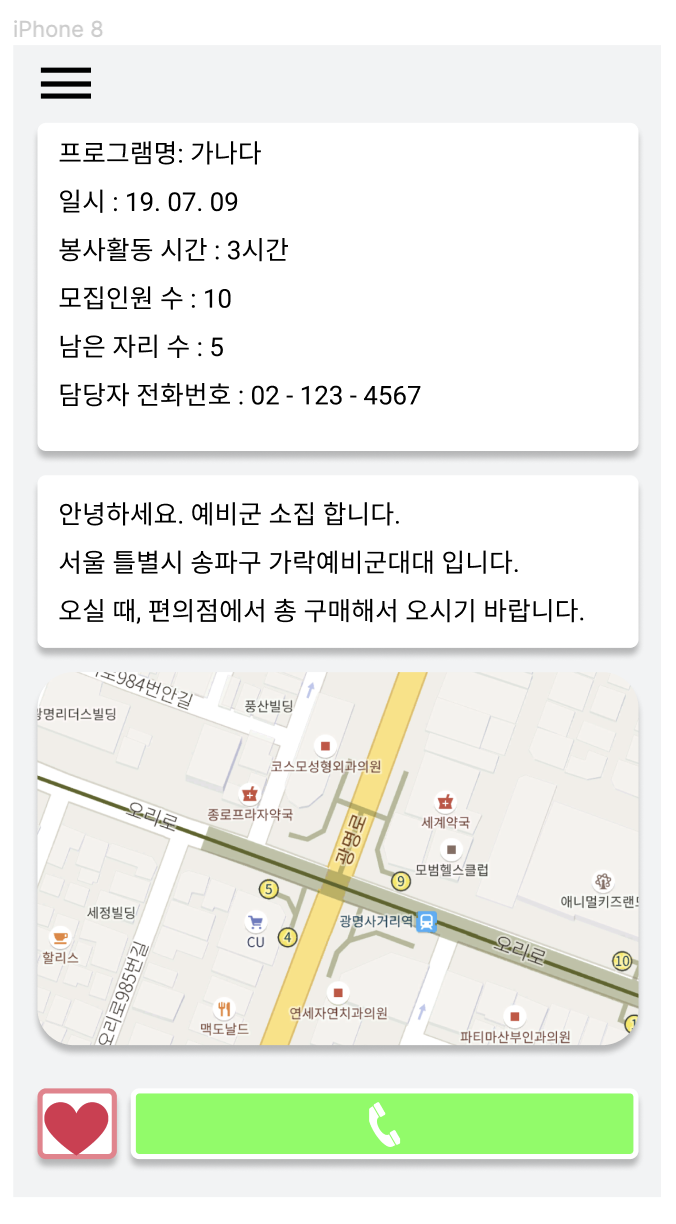 iPhone 8
프로그램명: 가나다
일시 : 19. 07. 09
봉사활동 시간 : 3시간
모집인원 수 : 10
남은 자리 수 : 5
담당자 전화번호 : 02 - 123 - 4567
안녕하세요. 예비군 소집 합니다.
서울 틀별시 송파구 가락예비군대대 입니다.
오실 때, 편의점에서 총 구매해서 오시기 바랍니다.
로984번안길
광명리더스빌딩
풍산빌딩
코스모성형외과의원
종로프라자약국
오리로
광명로
세계약국
모범헬스클럽
9
5
애니멀키즈랜드
세정빌딩
광명사거리역
CU
4
오리로
할리스
오리로985번길
10
연세자연치과의원
맥도날드
파티마산부인과의원